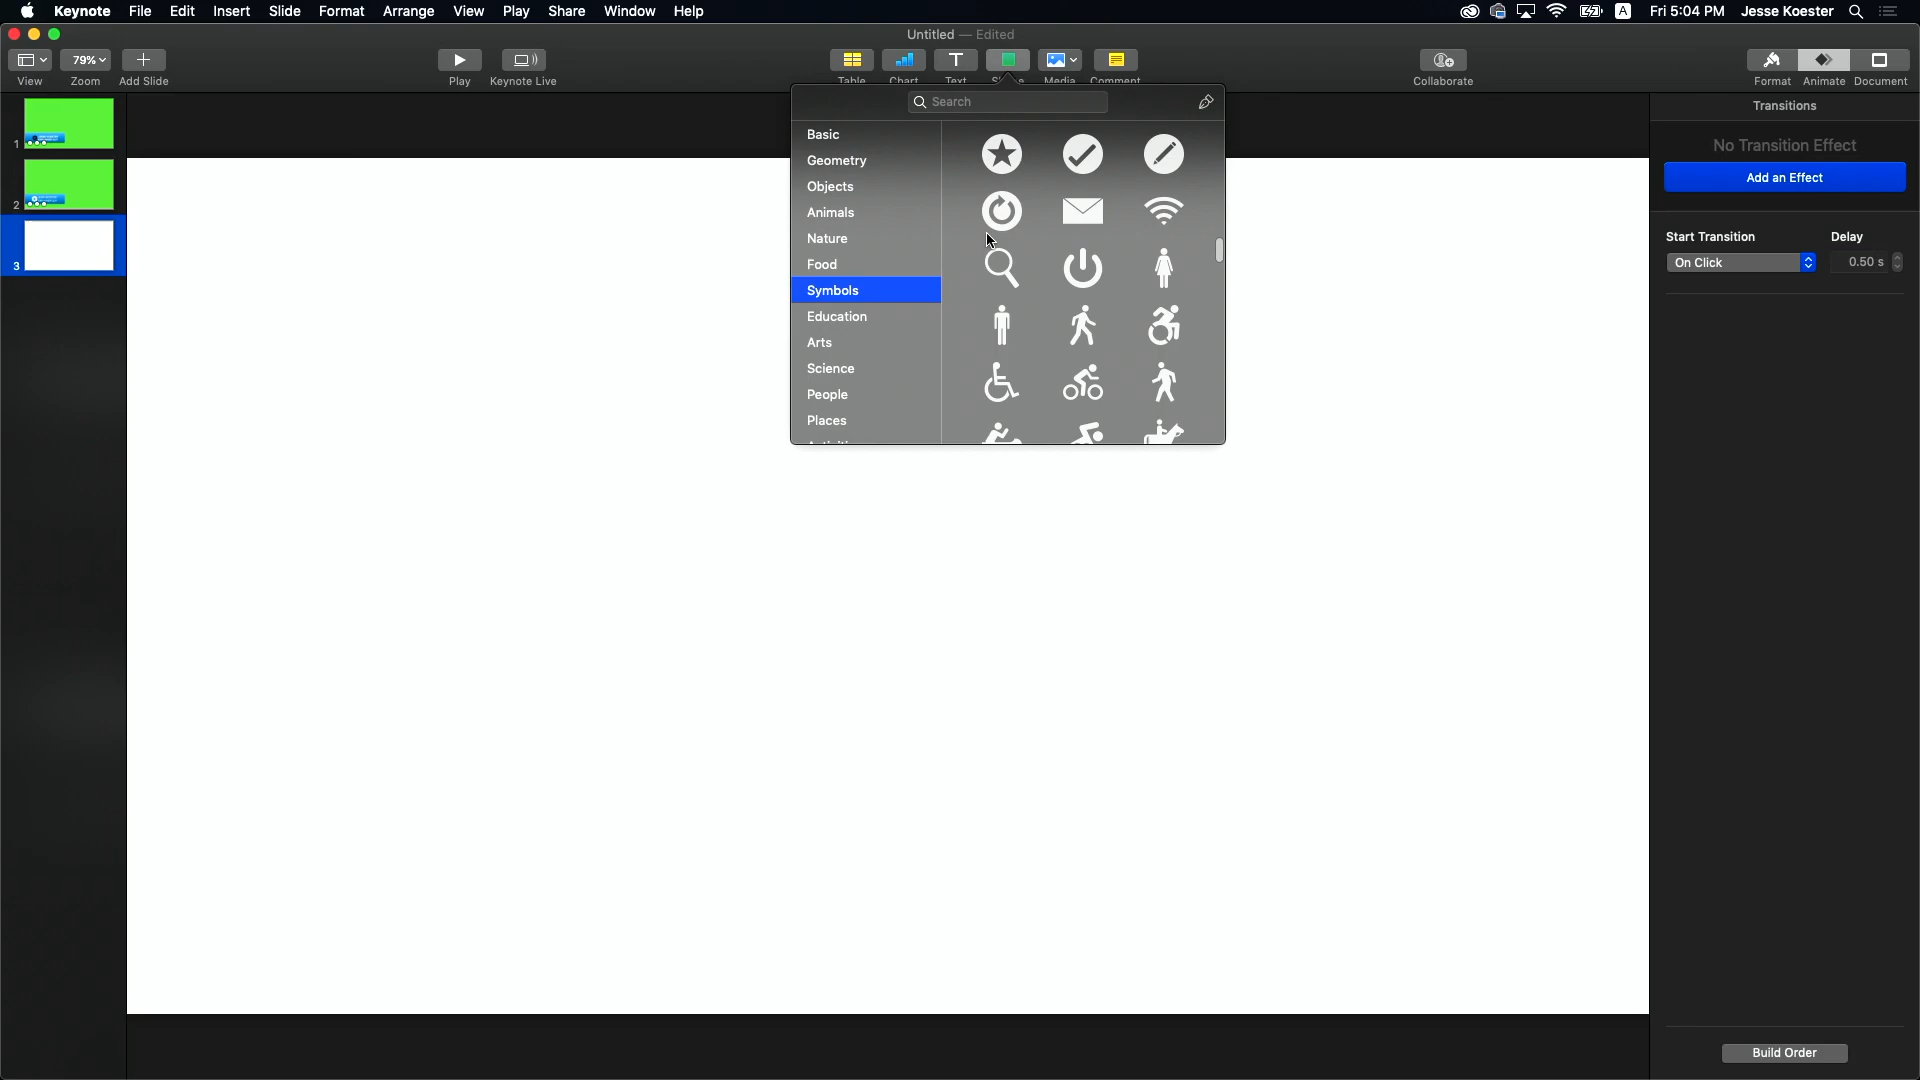 Keynote File Edit Insert Slide Format Arrange View Play Share Window Help A Fri 5:04 PM Jesse Koester
Untitled — Edited
79%
View Zoom Add Slide Play Keynote Live Table Chart Text Media Comment Collaborate Format Animate Document
Search
Transitions
No Transition Effect
Add an Effect
Start Transition Delay
On Click 0.50 s
Basic
Geometry
Objects
Animals
Nature
Food
Symbols
Education
Arts
Science
People
Places
1
2
3
Build Order